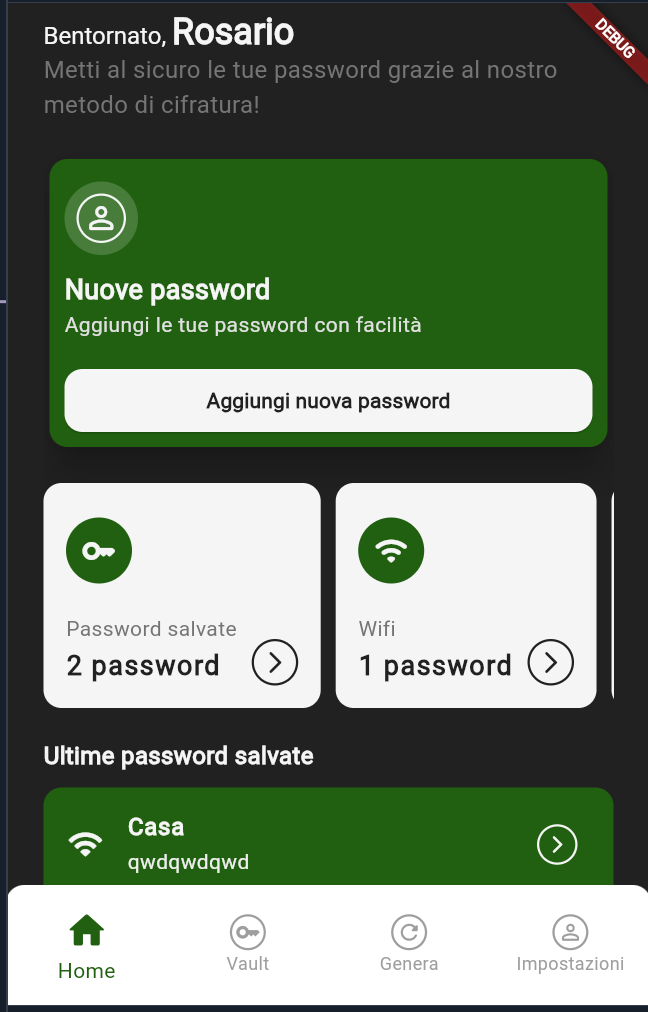 Bentornato, Rosario
DEBUG
Metti al sicuro le tue password grazie al nostro
metodo di cifratura!
Nuove password
Aggiungi le tue password con facilità
Aggiungi nuova password
Password salvate
2 password
Wifi
1 password
Ultime password salvate
Casa
qwdqwdqwd
Home
Vault
Genera
Impostazioni